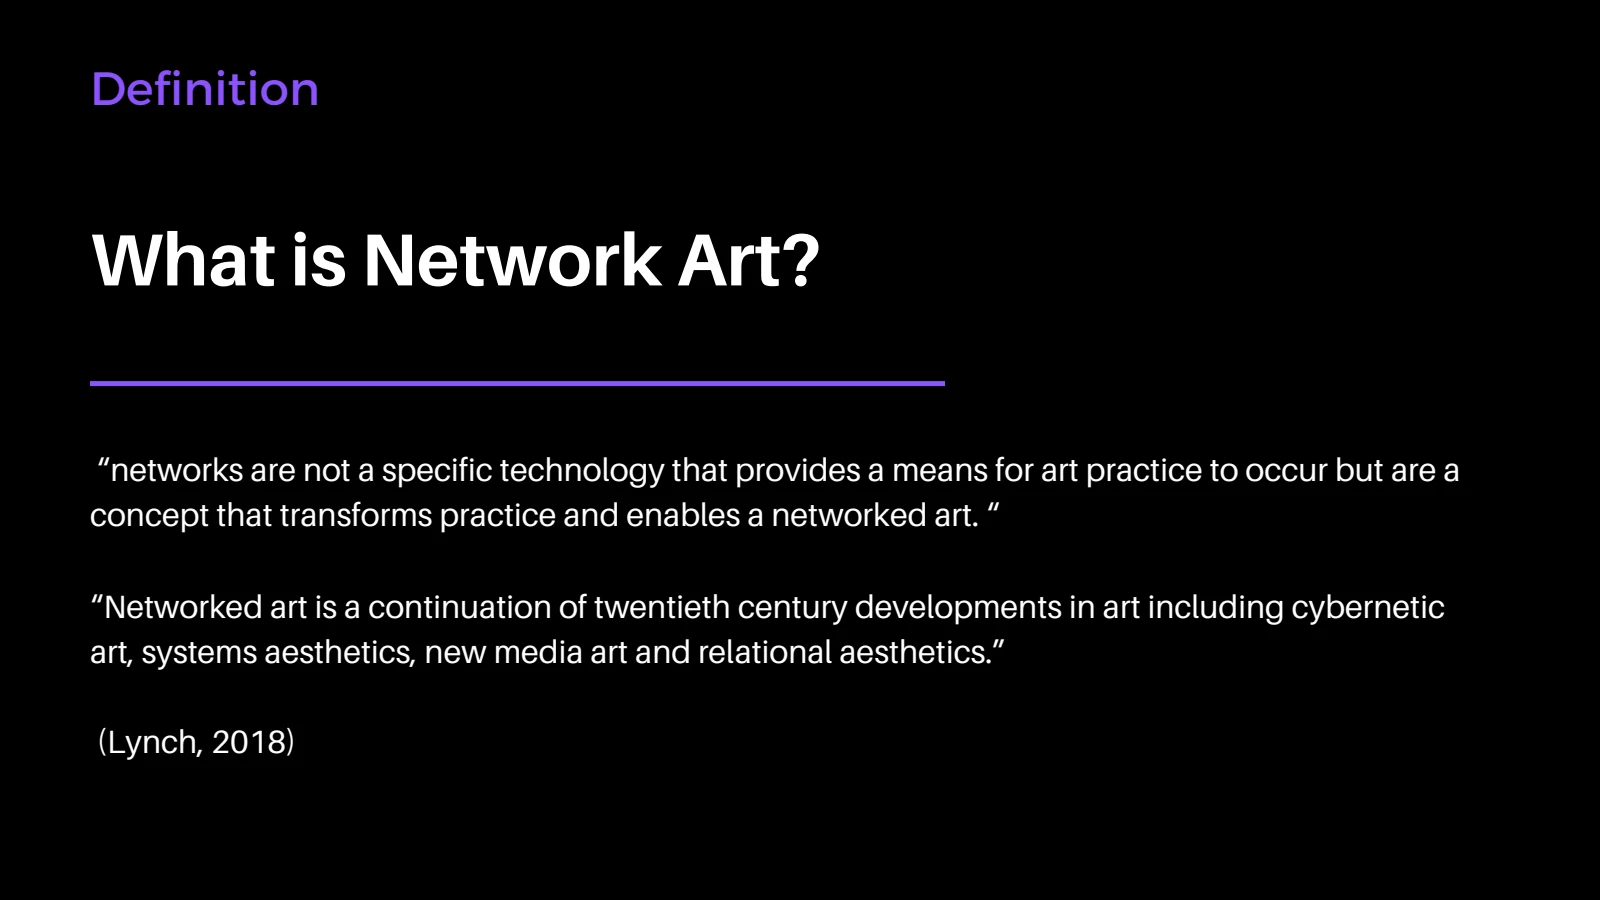 Definition
What is Network Art?
“networks are not a specific technology that provides a means for art practice to occur but are a
concept that transforms practice and enables a networked art. “
“Networked art is a continuation of twentieth century developments in art including cybernetic
art, systems aesthetics, new media art and relational aesthetics.”
(Lynch, 2018)